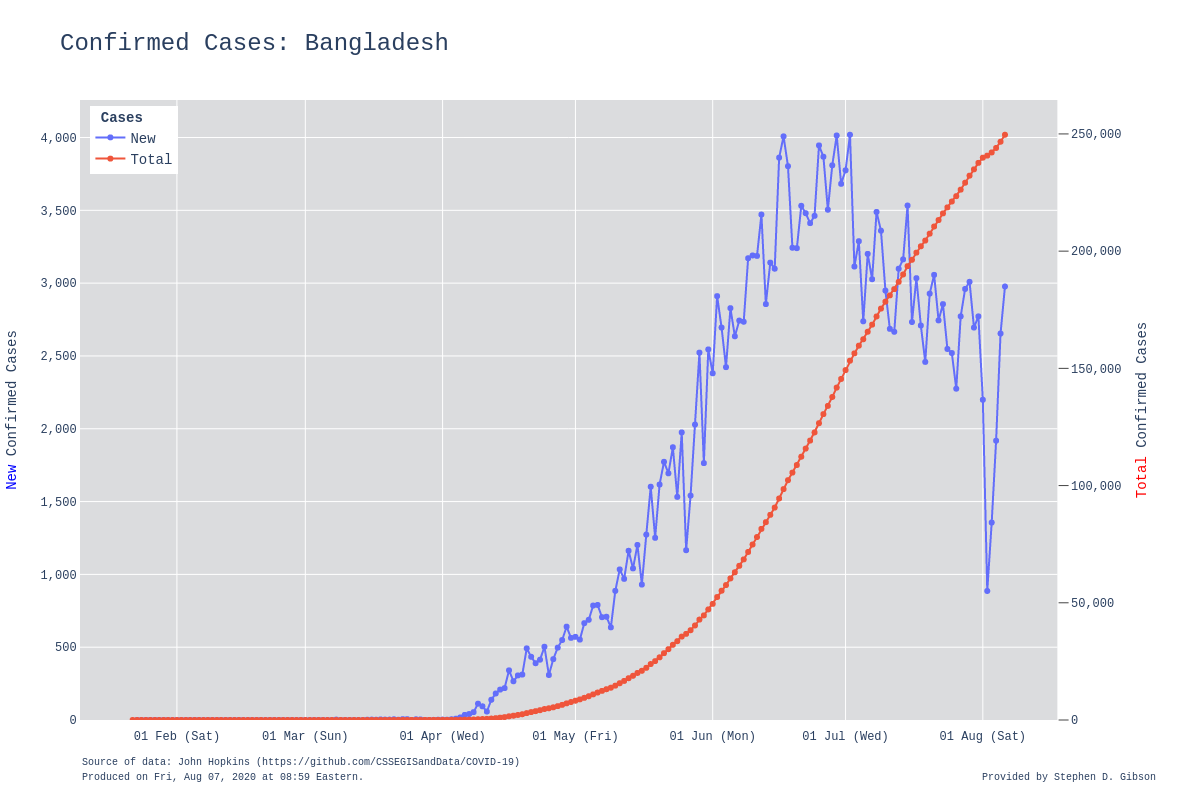 Confirmed Cases: Bangladesh
Cases
New
Total
4,000
3,500
3,000
2,500
2,000
1,500
1,000
500
0
250,000
200,000
150,000
100,000
50,000
0
New Confirmed Cases
Total Confirmed Cases
01 Feb (Sat)
01 Mar (Sun)
01 Apr (Wed)
01 May (Fri)
01 Jun (Mon)
01 Jul (Wed)
01 Aug (Sat)
Source of data: John Hopkins (https://github.com/CSSEGISandData/COVID-19)
Produced on Fri, Aug 07, 2020 at 08:59 Eastern.
Provided by Stephen D. Gibson